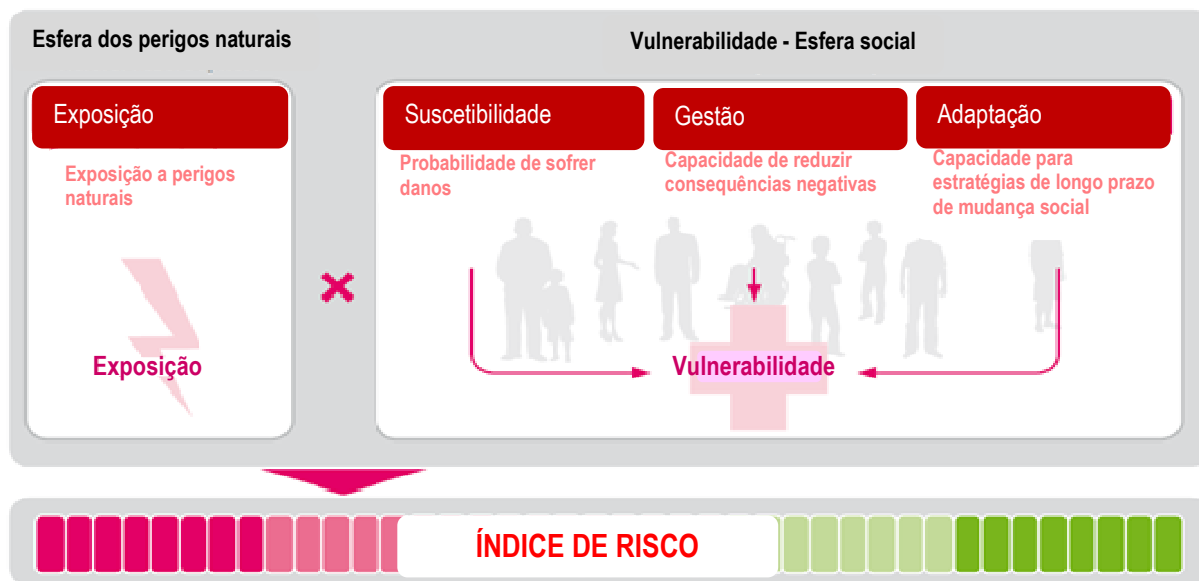 Esfera dos perigos naturais
Vulnerabilidade - Esfera social
Exposição
Exposição a perigos
naturais
Exposição
Suscetibilidade
Probabilidade de sofrer
danos
Gestão
Capacidade de reduzir
consequências negativas
Adaptação
Capacidade para
estratégias de longo prazo
de mudança social
Vulnerabilidade
ÍNDICE DE RISCO